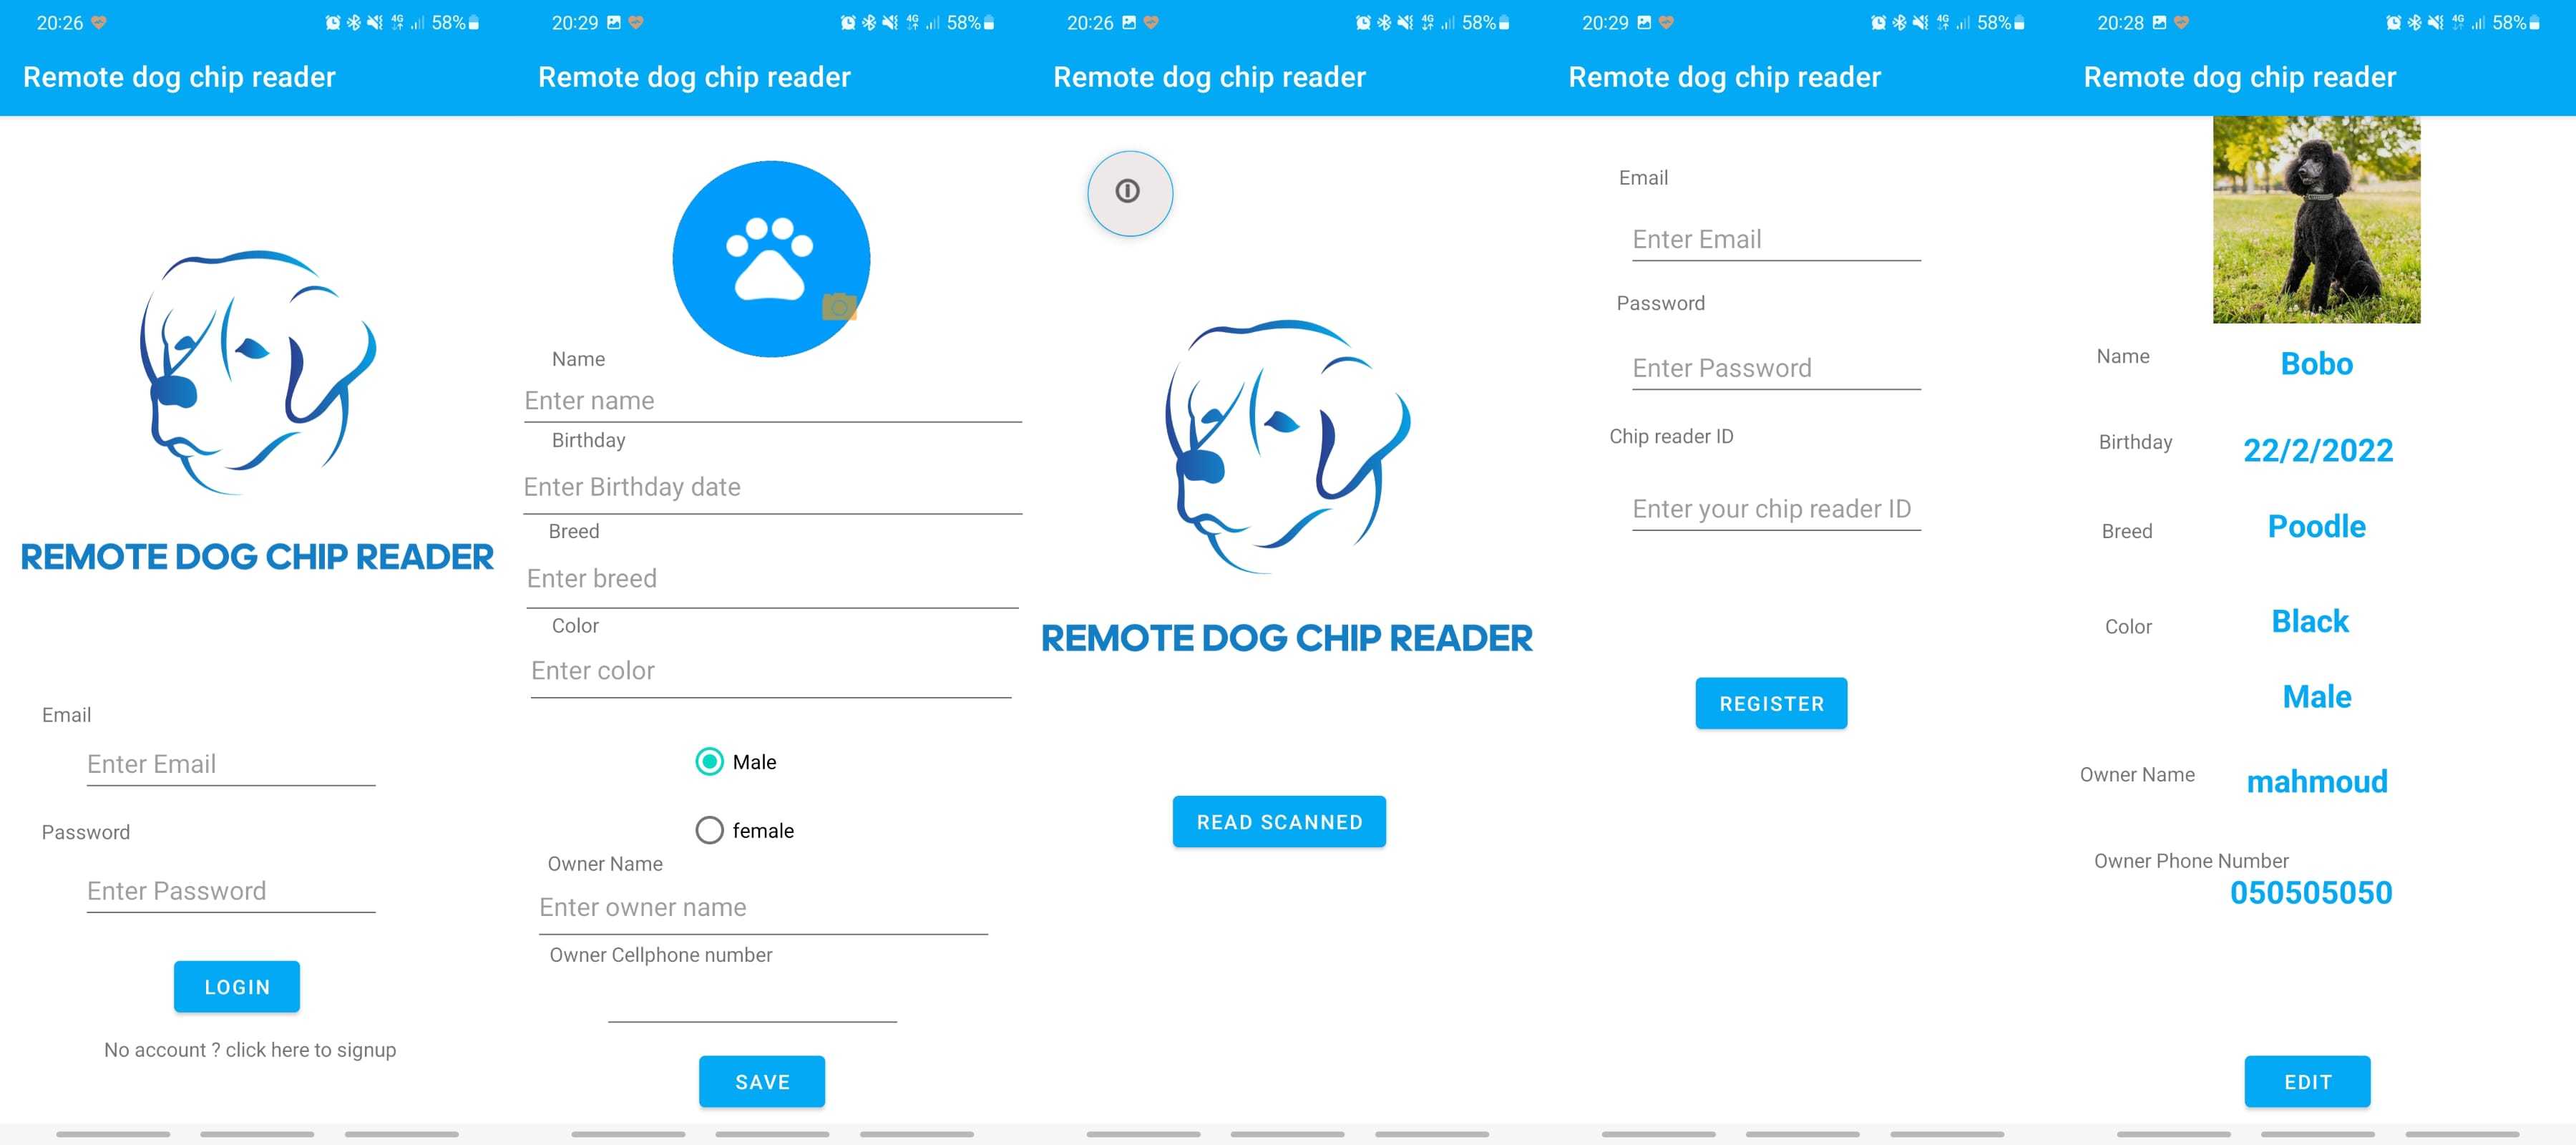 20:26
4G
58%
Remote dog chip reader
REMOTE DOG CHIP READER
Email
Enter Email
Password
Enter Password
LOGIN
No account ? click here to signup
20:29
4G
58%
Remote dog chip reader
Name
Enter name
Birthday
Enter Birthday date
Breed
Enter breed
Color
Enter color
Male
female
Owner Name
Enter owner name
Owner Cellphone number
SAVE
20:26
4G
58%
Remote dog chip reader
REMOTE DOG CHIP READER
READ SCANNED
20:29
4G
58%
Remote dog chip reader
Email
Enter Email
Password
Enter Password
Chip reader ID
Enter your chip reader ID
REGISTER
20:28
4G
58%
Remote dog chip reader
Name Bobo
Birthday 22/2/2022
Breed Poodle
Color Black
Male
Owner Name mahmoud
Owner Phone Number
050505050
EDIT